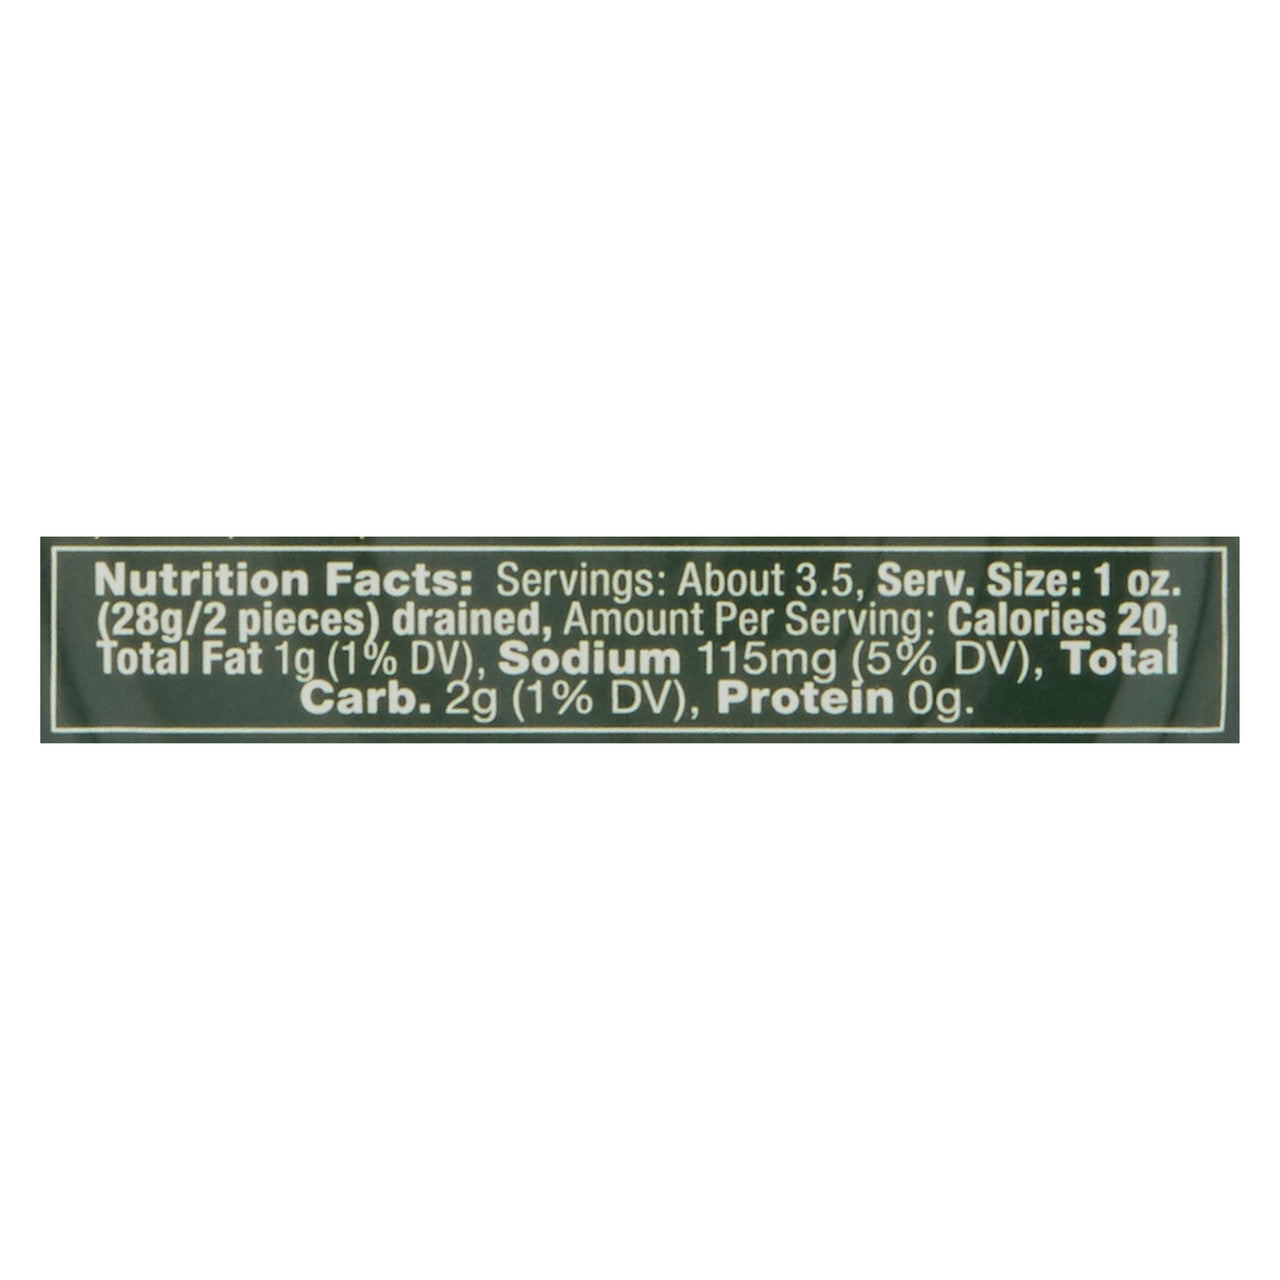 Nutrition Facts: Servings: About 3.5, Serv. Size: 1 oz.
(28g/2 pieces) drained, Amount Per Serving: Calories 20,
Total Fat 1g (1% DV), Sodium 115mg (5% DV), Total
Carb. 2g (1% DV), Protein 0g.